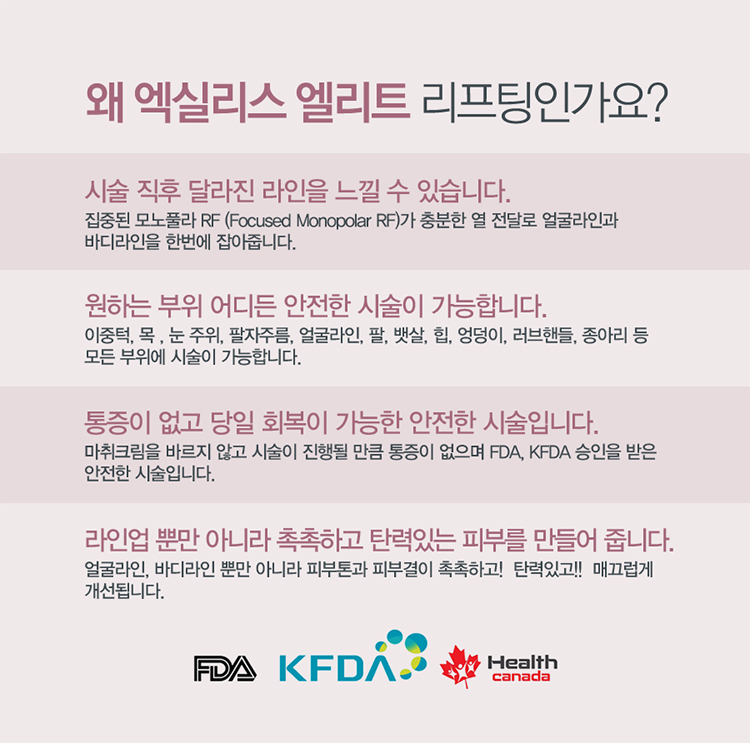 왜 엑실리스 엘리트 리프팅인가요?
시술 직후 달라진 라인을 느낄 수 있습니다.
집중된 모노폴라 RF (Focused Monopolar RF)가 충분한 열 전달로 얼굴라인과
바디라인을 한번에 잡아줍니다.
원하는 부위 어디든 안전한 시술이 가능합니다.
이중턱, 목 , 눈 주위, 팔자주름, 얼굴라인, 팔, 뱃살, 힙, 엉덩이, 러브핸들, 종아리 등
모든 부위에 시술이 가능합니다.
통증이 없고 당일 회복이 가능한 안전한 시술입니다.
마취크림을 바르지 않고 시술이 진행될 만큼 통증이 없으며 FDA, KFDA 승인을 받은
안전한 시술입니다.
라인업 뿐만 아니라 촉촉하고 탄력있는 피부를 만들어 줍니다.
얼굴라인, 바디라인 뿐만 아니라 피부톤과 피부결이 촉촉하고! 탄력있고!! 매끄럽게
개선됩니다.
FDA KFDA Health
canada